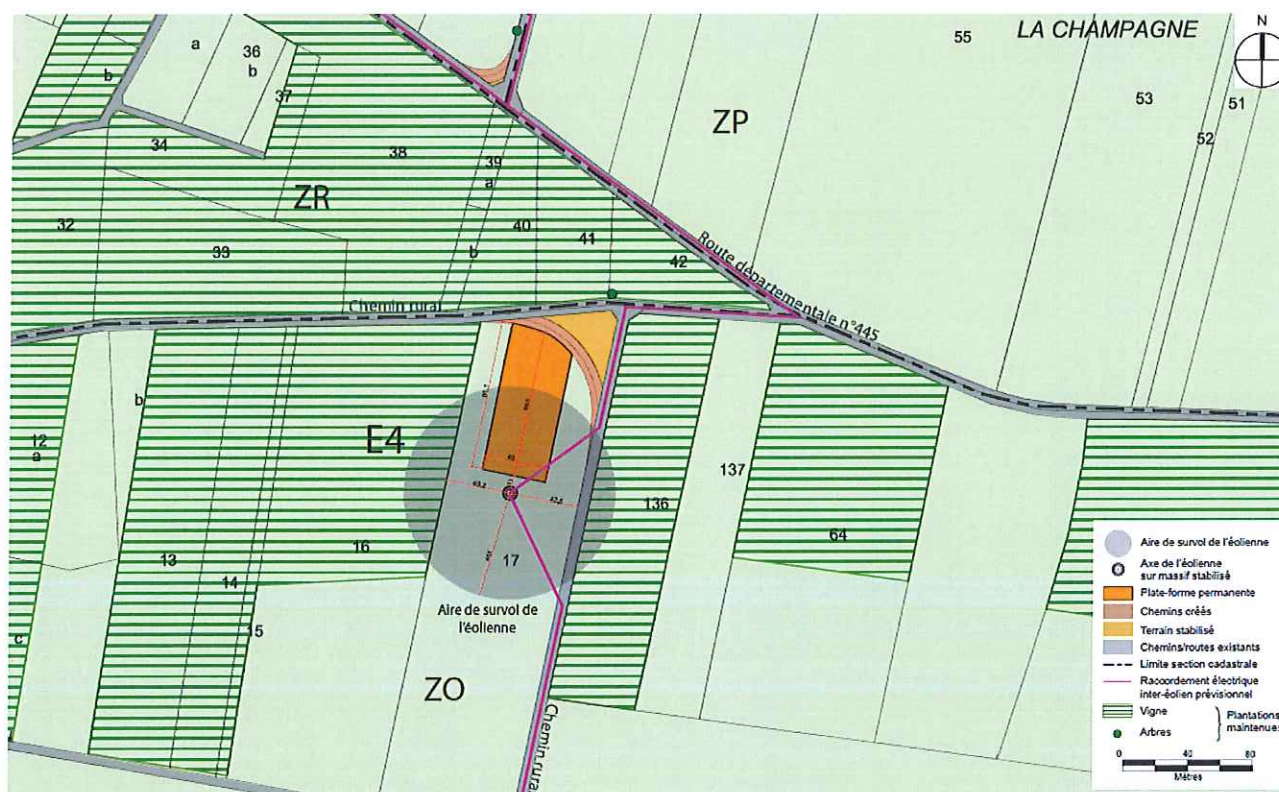 LA CHAMPAGNE
N
a
36
b
b
37
34
38
39
a
ZR
ZP
55
53
51
52
32
33
40
41
b
42
Route départementale n°445
Chemin rural
b
12
a
E4
13
14
15
16
17
136
137
64
c
Aire de survol de
l'éolienne
ZO
Chemin rura
Aire de survol de l'éolienne
Axe de l'éolienne
sur massif stabilisé
Plate-forme permanente
Chemins créés
Terrain stabilisé
Chemins/routes existants
Limite section cadastrale
Raccordement électrique
inter-éolien prévisionnel
Vigne
Arbres
Plantations
maintenues
0 40 80
Mètres